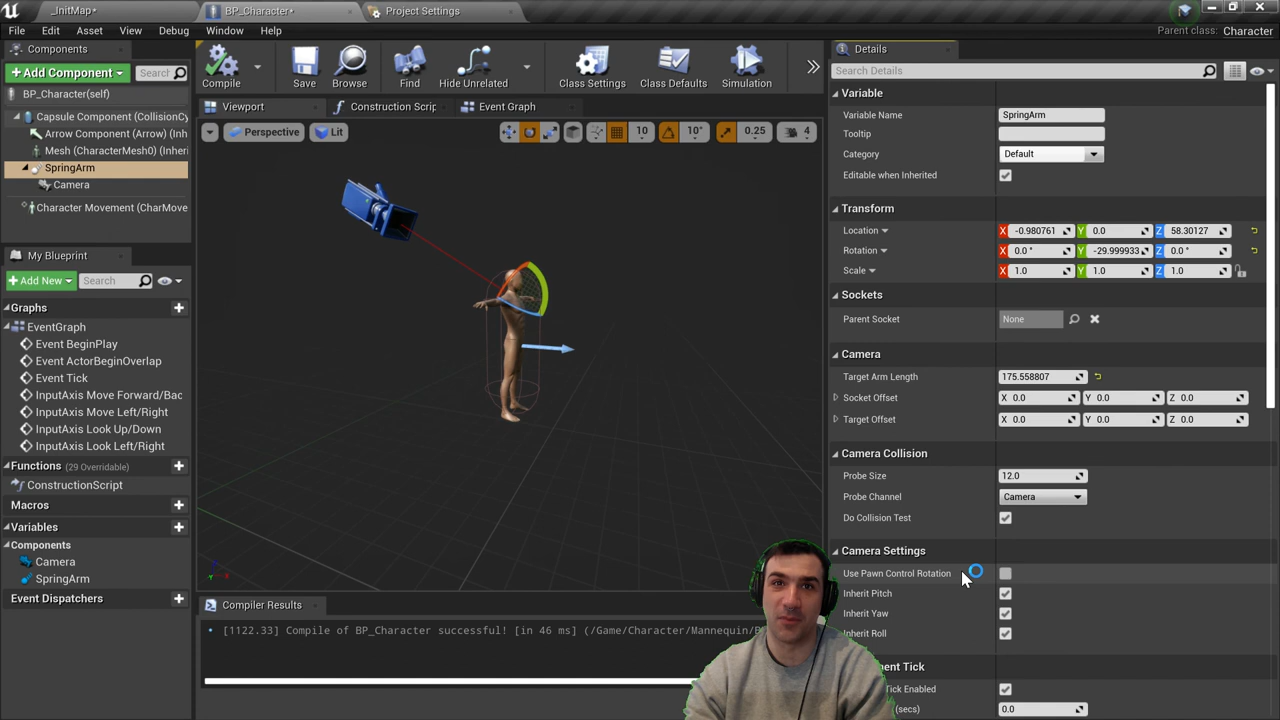 _InitMap•
BP_Character•
Project Settings
File Edit Asset View Debug Window Help
Parent class: Character
Components
Add Component
Search
BP_Character(self)
Capsule Component (CollisionCy
Arrow Component (Arrow) (Inh
Mesh (CharacterMesh0) (Inheri
SpringArm
Camera
Character Movement (CharMove
My Blueprint
Add New
Search
Graphs
EventGraph
Event BeginPlay
Event ActorBeginOverlap
Event Tick
InputAxis Move Forward/Bac
InputAxis Move Left/Right
InputAxis Look Up/Down
InputAxis Look Left/Right
Functions (29 Overridable)
ConstructionScript
Macros
Variables
Components
Camera
SpringArm
Event Dispatchers
Compile
Save
Browse
Find
Hide Unrelated
Class Settings
Class Defaults
Simulation
Viewport
Construction Scrip
Event Graph
Perspective
Lit
10
10°
0.25
4
Compiler Results
[1122.33] Compile of BP_Character successful! [in 46 ms] (/Game/Character/Mannequin/B
Details
Search Details
Variable
Variable Name SpringArm
Tooltip
Category Default
Editable when Inherited
Transform
Location X -0.980761 Y 0.0 Z 58.30127
Rotation X 0.0 ° Y -29.999933 Z 0.0 °
Scale X 1.0 Y 1.0 Z 1.0
Sockets
Parent Socket None
Camera
Target Arm Length 175.558807
Socket Offset X 0.0 Y 0.0 Z 0.0
Target Offset X 0.0 Y 0.0 Z 0.0
Camera Collision
Probe Size 12.0
Probe Channel Camera
Do Collision Test
Camera Settings
Use Pawn Control Rotation
Inherit Pitch
Inherit Yaw
Inherit Roll
ent Tick
Tick Enabled
(secs) 0.0